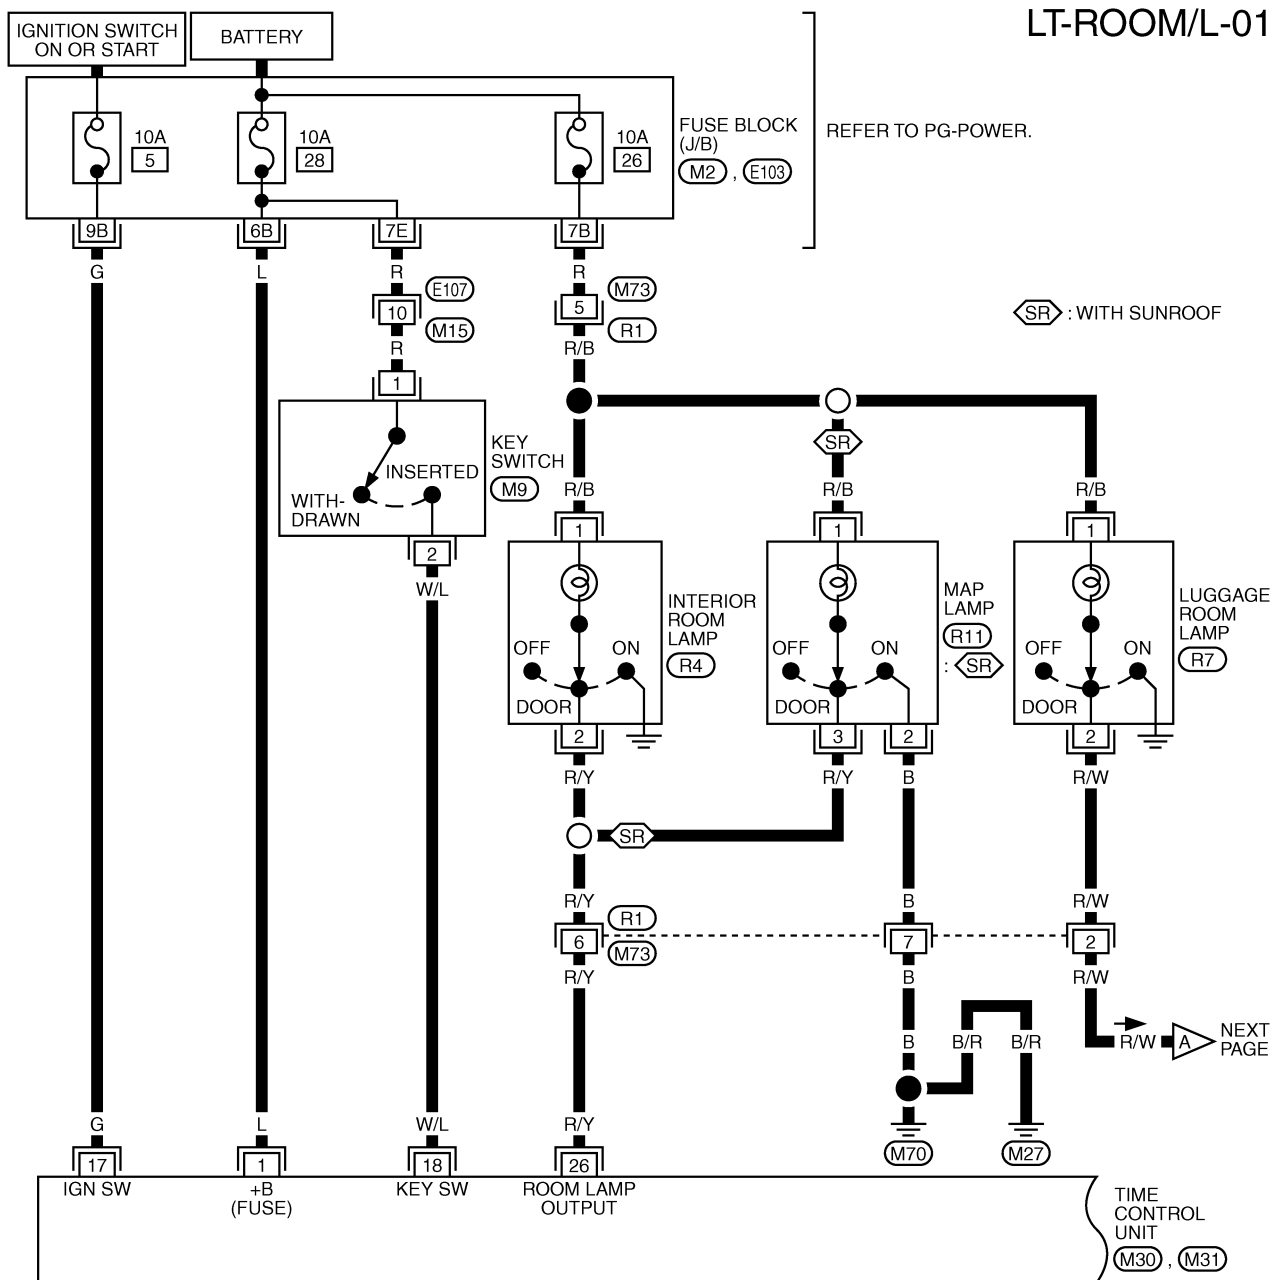 LT-ROOM/L-01
IGNITION SWITCH
ON OR START
BATTERY
10A
5
10A
28
10A
26
FUSE BLOCK
(J/B)
M2 , E103
REFER TO PG-POWER.
9B
6B
7E
7B
G
L
R
R
E107
10
M15
M73
5
R1
R
R/B
SR : WITH SUNROOF
1
KEY
SWITCH
M9
INSERTED
WITH-
DRAWN
SR
R/B
R/B
R/B
1
1
1
2
W/L
INTERIOR
ROOM
LAMP
R4
OFF
ON
DOOR
MAP
LAMP
R11
: SR
OFF
ON
DOOR
LUGGAGE
ROOM
LAMP
R7
OFF
ON
DOOR
2
3
2
2
R/Y
R/Y
B
R/W
SR
R/Y
B
R/W
R1
6
M73
7
2
R/Y
B
R/W
B
B/R
B/R
R/W
A
NEXT
PAGE
M70
M27
G
L
W/L
R/Y
17
1
18
26
IGN SW
+B
(FUSE)
KEY SW
ROOM LAMP
OUTPUT
TIME
CONTROL
UNIT
M30 , M31